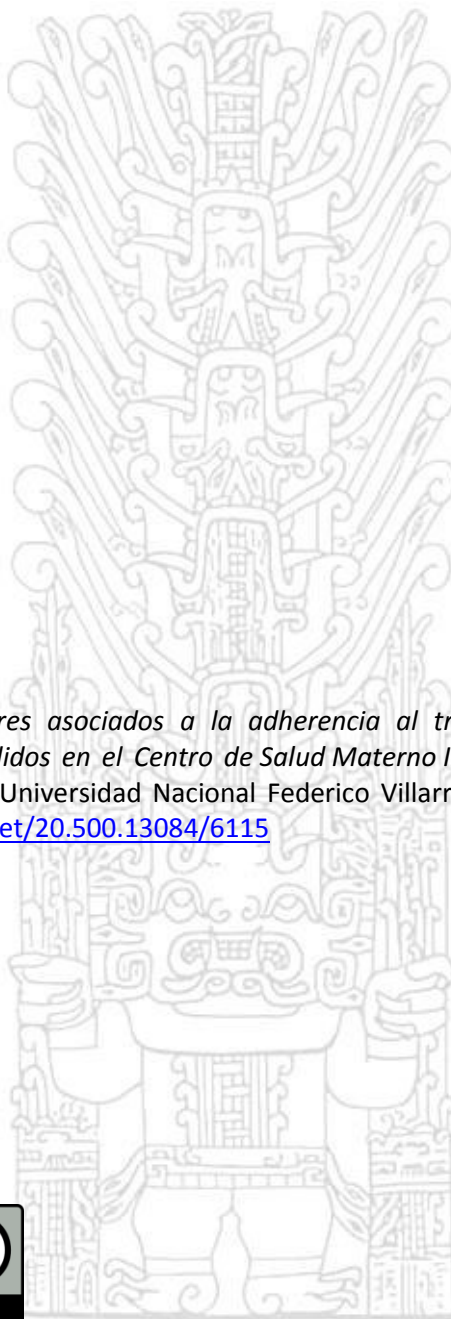 res asociados a la adherencia al tr
didos en el Centro de Salud Materno I
Universidad Nacional Federico Villarr
et/20.500.13084/6115